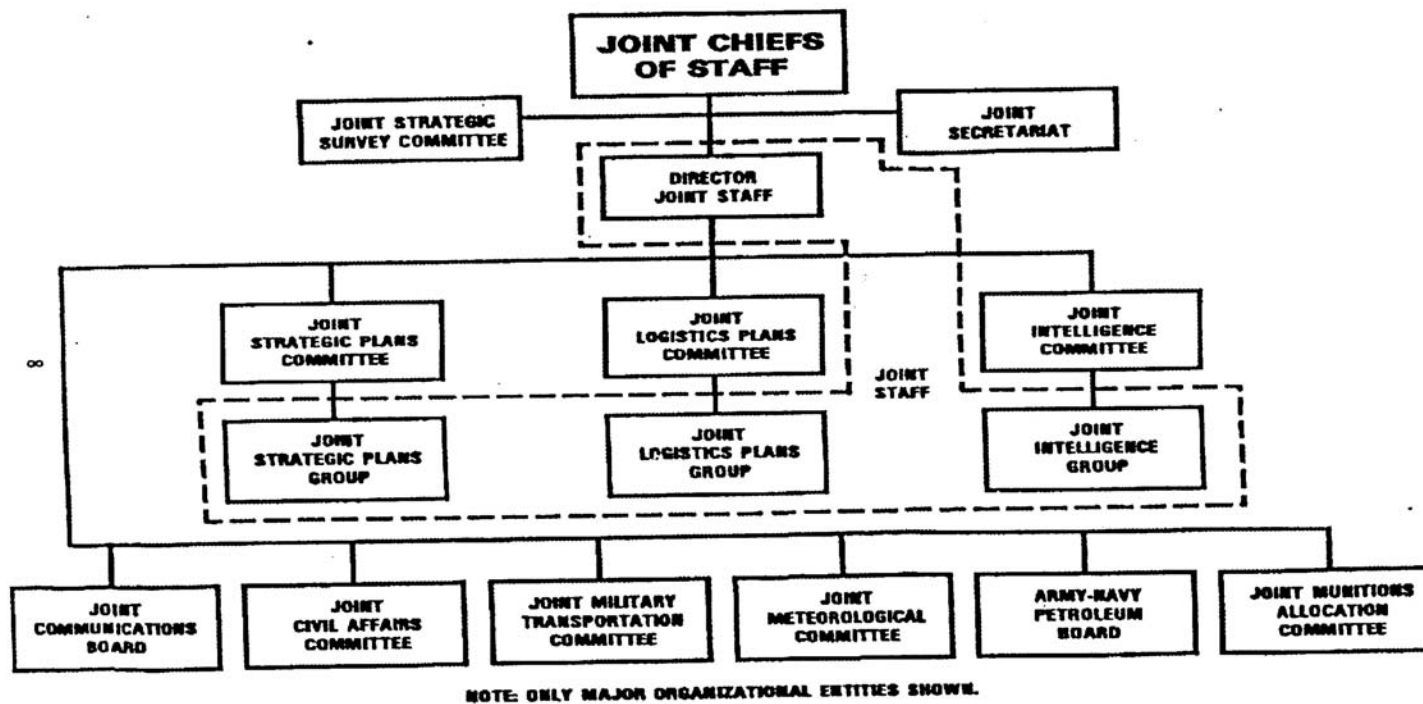 JOINT CHIEFS
OF STAFF
JOINT STRATEGIC
SURVEY COMMITTEE
JOINT
SECRETARIAT
DIRECTOR
JOINT STAFF
JOINT
STRATEGIC PLANS
COMMITTEE
JOINT
LOGISTICS PLANS
COMMITTEE
JOINT
INTELLIGENCE
COMMITTEE
∞
JOINT
STAFF
JOINT
STRATEGIC PLANS
GROUP
JOINT
LOGISTICS PLANS
GROUP
JOINT
INTELLIGENCE
GROUP
JOINT
COMMUNICATIONS
BOARD
JOINT
CIVIL AFFAIRS
COMMITTEE
JOINT MILITARY
TRANSPORTATION
COMMITTEE
JOINT
METEOROLOGICAL
COMMITTEE
ARMY-NAVY
PETROLEUM
BOARD
JOINT MUNITIONS
ALLOCATION
COMMITTEE
NOTE: ONLY MAJOR ORGANIZATIONAL ENTITIES SHOWN.